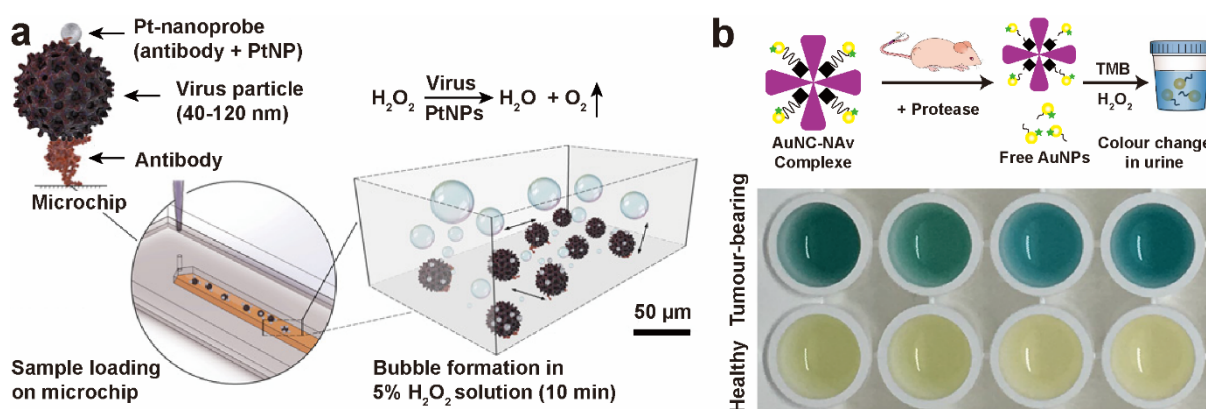 a
Pt-nanoprobe
(antibody + PtNP)
Virus particle
(40-120 nm)
Antibody
Microchip
H2O2 Virus PtNPs H2O + O2
Sample loading
on microchip
Bubble formation in
5% H2O2 solution (10 min)
50 µm
b
AuNC-NAv
Complexe
+ Protease
Free AuNPs
TMB
H2O2
Colour change
in urine
Tumour-bearing
Healthy